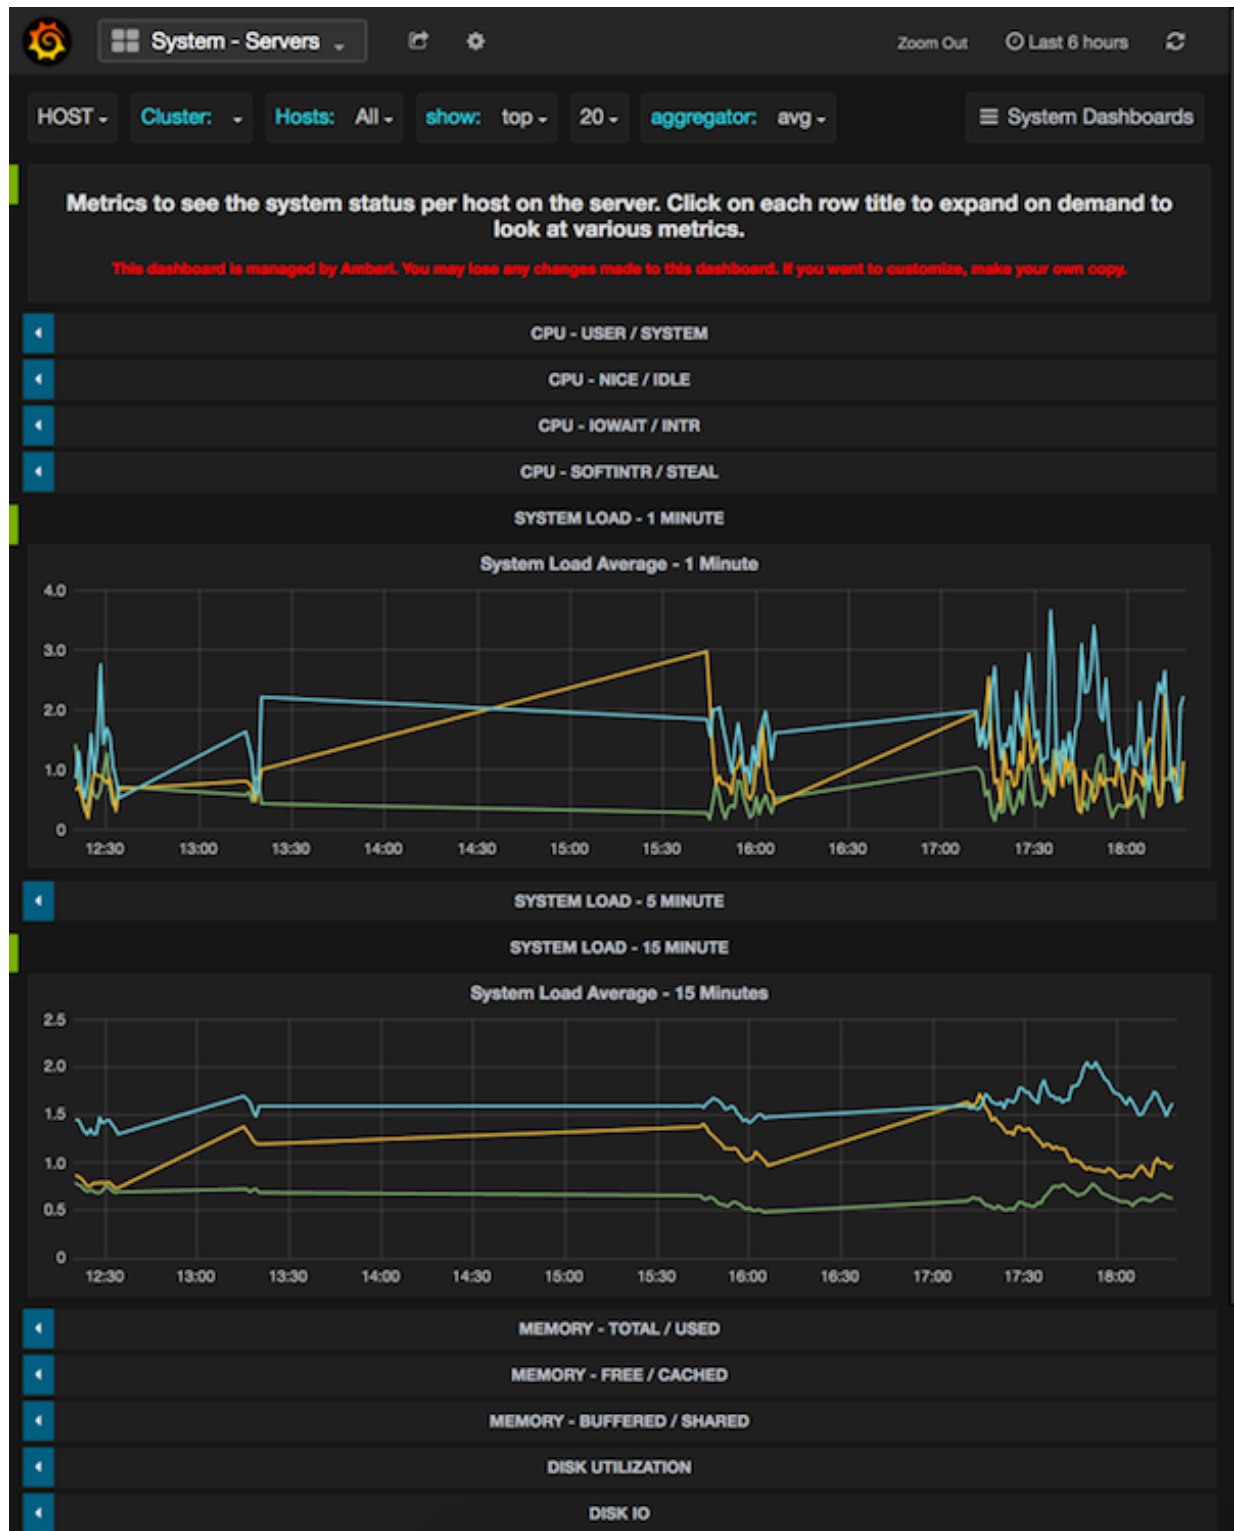 System - Servers
Zoom Out
Last 6 hours
HOST
Cluster:
Hosts: All
show: top
20
aggregator: avg
System Dashboards
Metrics to see the system status per host on the server. Click on each row title to expand on demand to
look at various metrics.
This dashboard is managed by Ambari. You may lose any changes made to this dashboard. If you want to customize, make your own copy.
CPU - USER / SYSTEM
CPU - NICE / IDLE
CPU - IOWAIT / INTR
CPU - SOFTINTR / STEAL
SYSTEM LOAD - 1 MINUTE
System Load Average - 1 Minute
4.0
3.0
2.0
1.0
0
12:30 13:00 13:30 14:00 14:30 15:00 15:30 16:00 16:30 17:00 17:30 18:00
SYSTEM LOAD - 5 MINUTE
SYSTEM LOAD - 15 MINUTE
System Load Average - 15 Minutes
2.5
2.0
1.5
1.0
0.5
0
12:30 13:00 13:30 14:00 14:30 15:00 15:30 16:00 16:30 17:00 17:30 18:00
MEMORY - TOTAL / USED
MEMORY - FREE / CACHED
MEMORY - BUFFERED / SHARED
DISK UTILIZATION
DISK IO